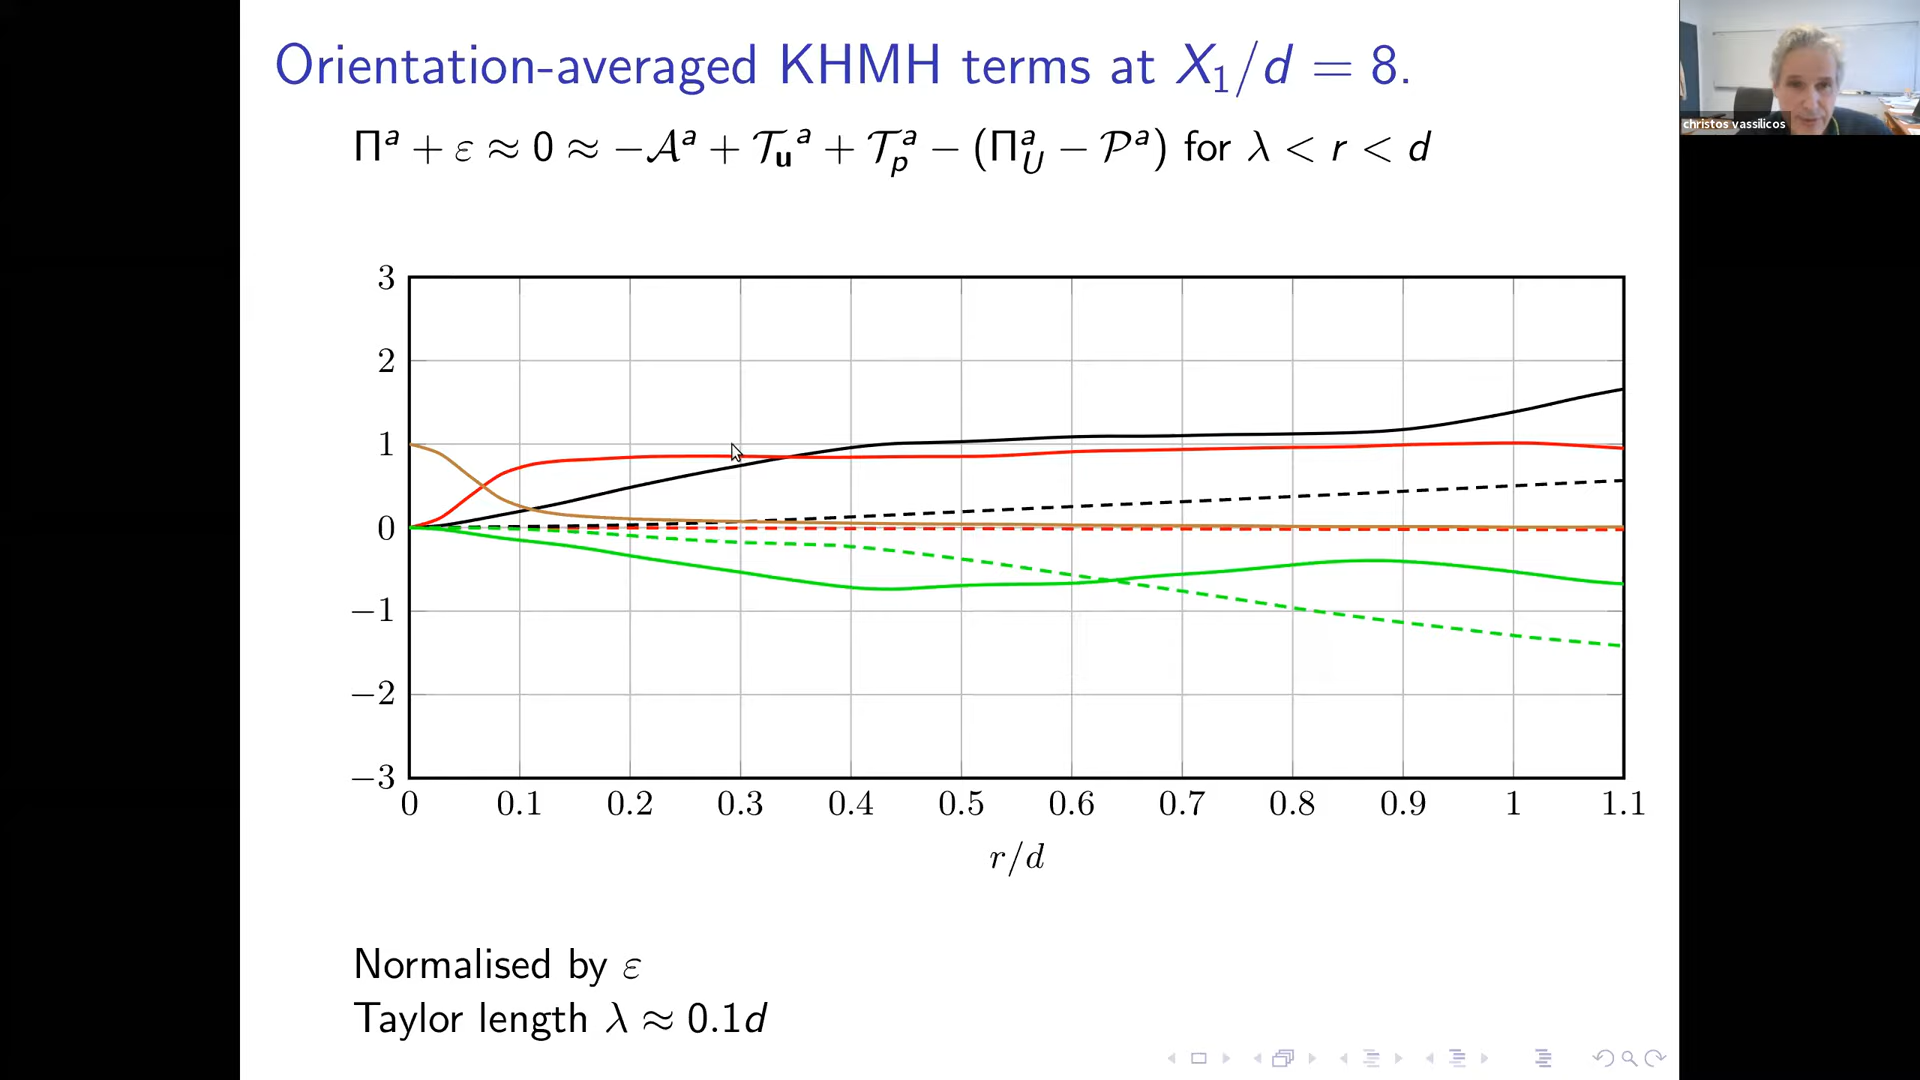 Orientation-averaged KHMH terms at X₁/d = 8.
Πᵃ + ε ≈ 0 ≈ −𝒜ᵃ + 𝒯ᵤᵃ + 𝒯ₚᵃ − (Πᵃ_U − 𝒫ᵃ) for λ < r < d
christos vassilicos
3
2
1
0
−1
−2
−3
0 0.1 0.2 0.3 0.4 0.5 0.6 0.7 0.8 0.9 1 1.1
r/d
Normalised by ε
Taylor length λ ≈ 0.1d